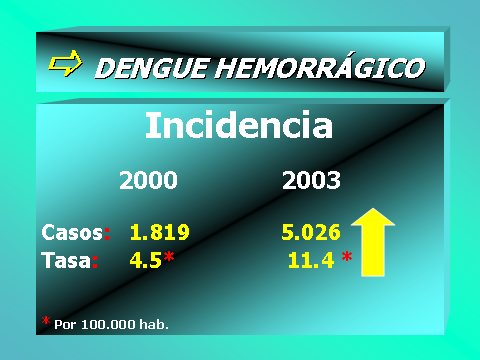 DENGUE HEMORRÁGICO
Incidencia
2000 2003
Casos: 1.819 5.026
Tasa: 4.5* 11.4 *
* Por 100.000 hab.